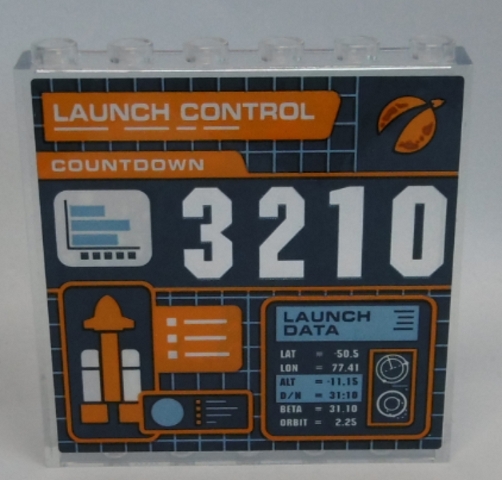 LAUNCH CONTROL
COUNTDOWN
3210
LAUNCH
DATA
LAT = -50.5
LON = 77.41
ALT = -11.15
D/N = 31:10
BETA = 31.10
ORBIT = 2.25